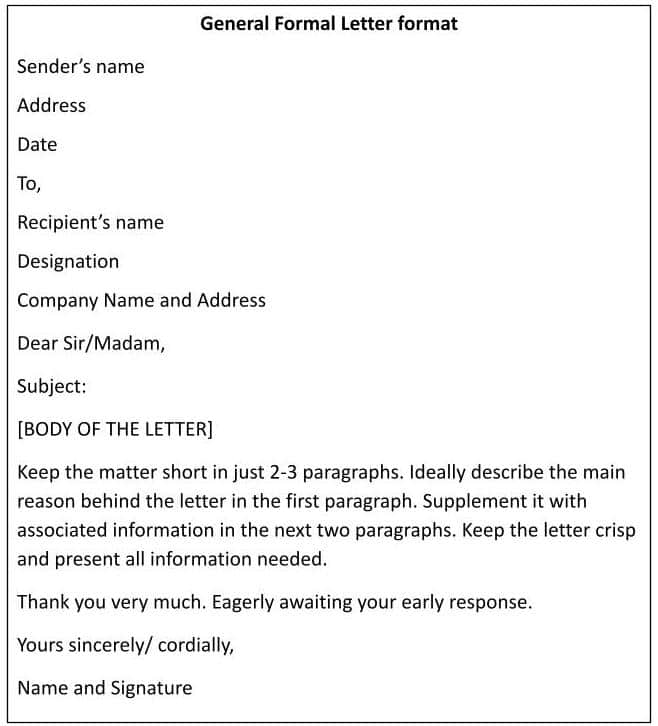 General Formal Letter format
Sender’s name
Address
Date
To,
Recipient’s name
Designation
Company Name and Address
Dear Sir/Madam,
Subject:
[BODY OF THE LETTER]
Keep the matter short in just 2-3 paragraphs. Ideally describe the main
reason behind the letter in the first paragraph. Supplement it with
associated information in the next two paragraphs. Keep the letter crisp
and present all information needed.
Thank you very much. Eagerly awaiting your early response.
Yours sincerely/ cordially,
Name and Signature